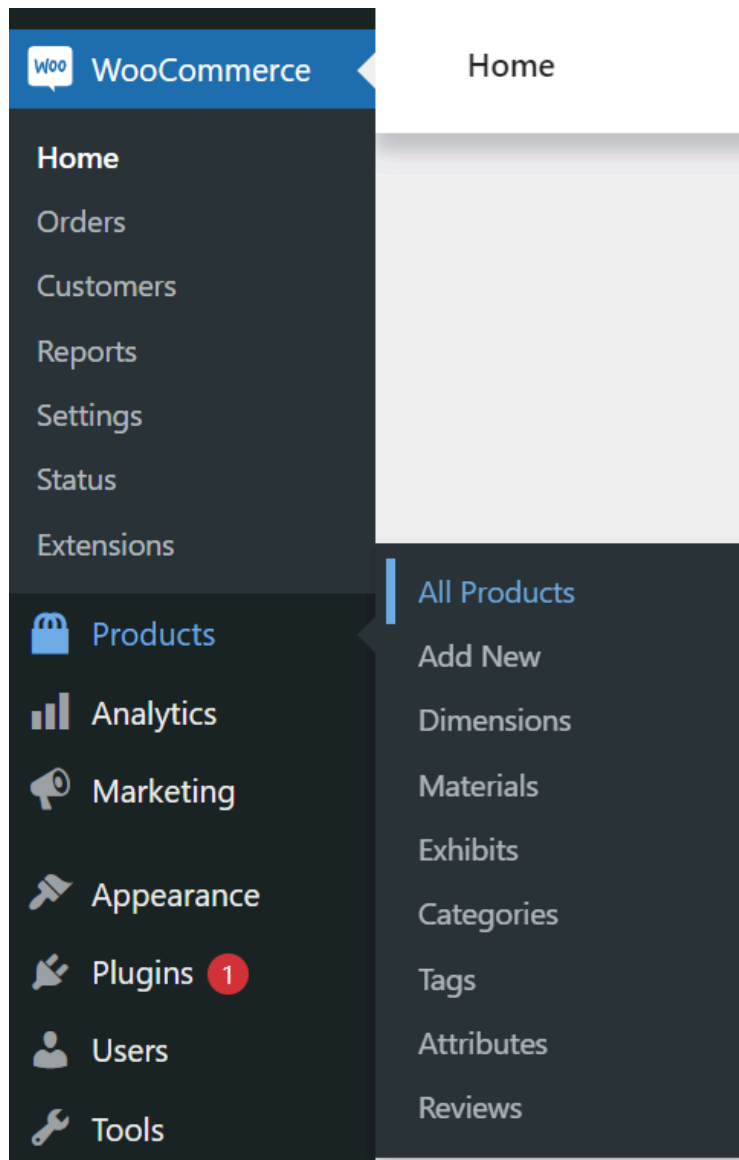 Woo WooCommerce
Home
Home
Orders
Customers
Reports
Settings
Status
Extensions
Products
Analytics
Marketing
Appearance
Plugins 1
Users
Tools
All Products
Add New
Dimensions
Materials
Exhibits
Categories
Tags
Attributes
Reviews